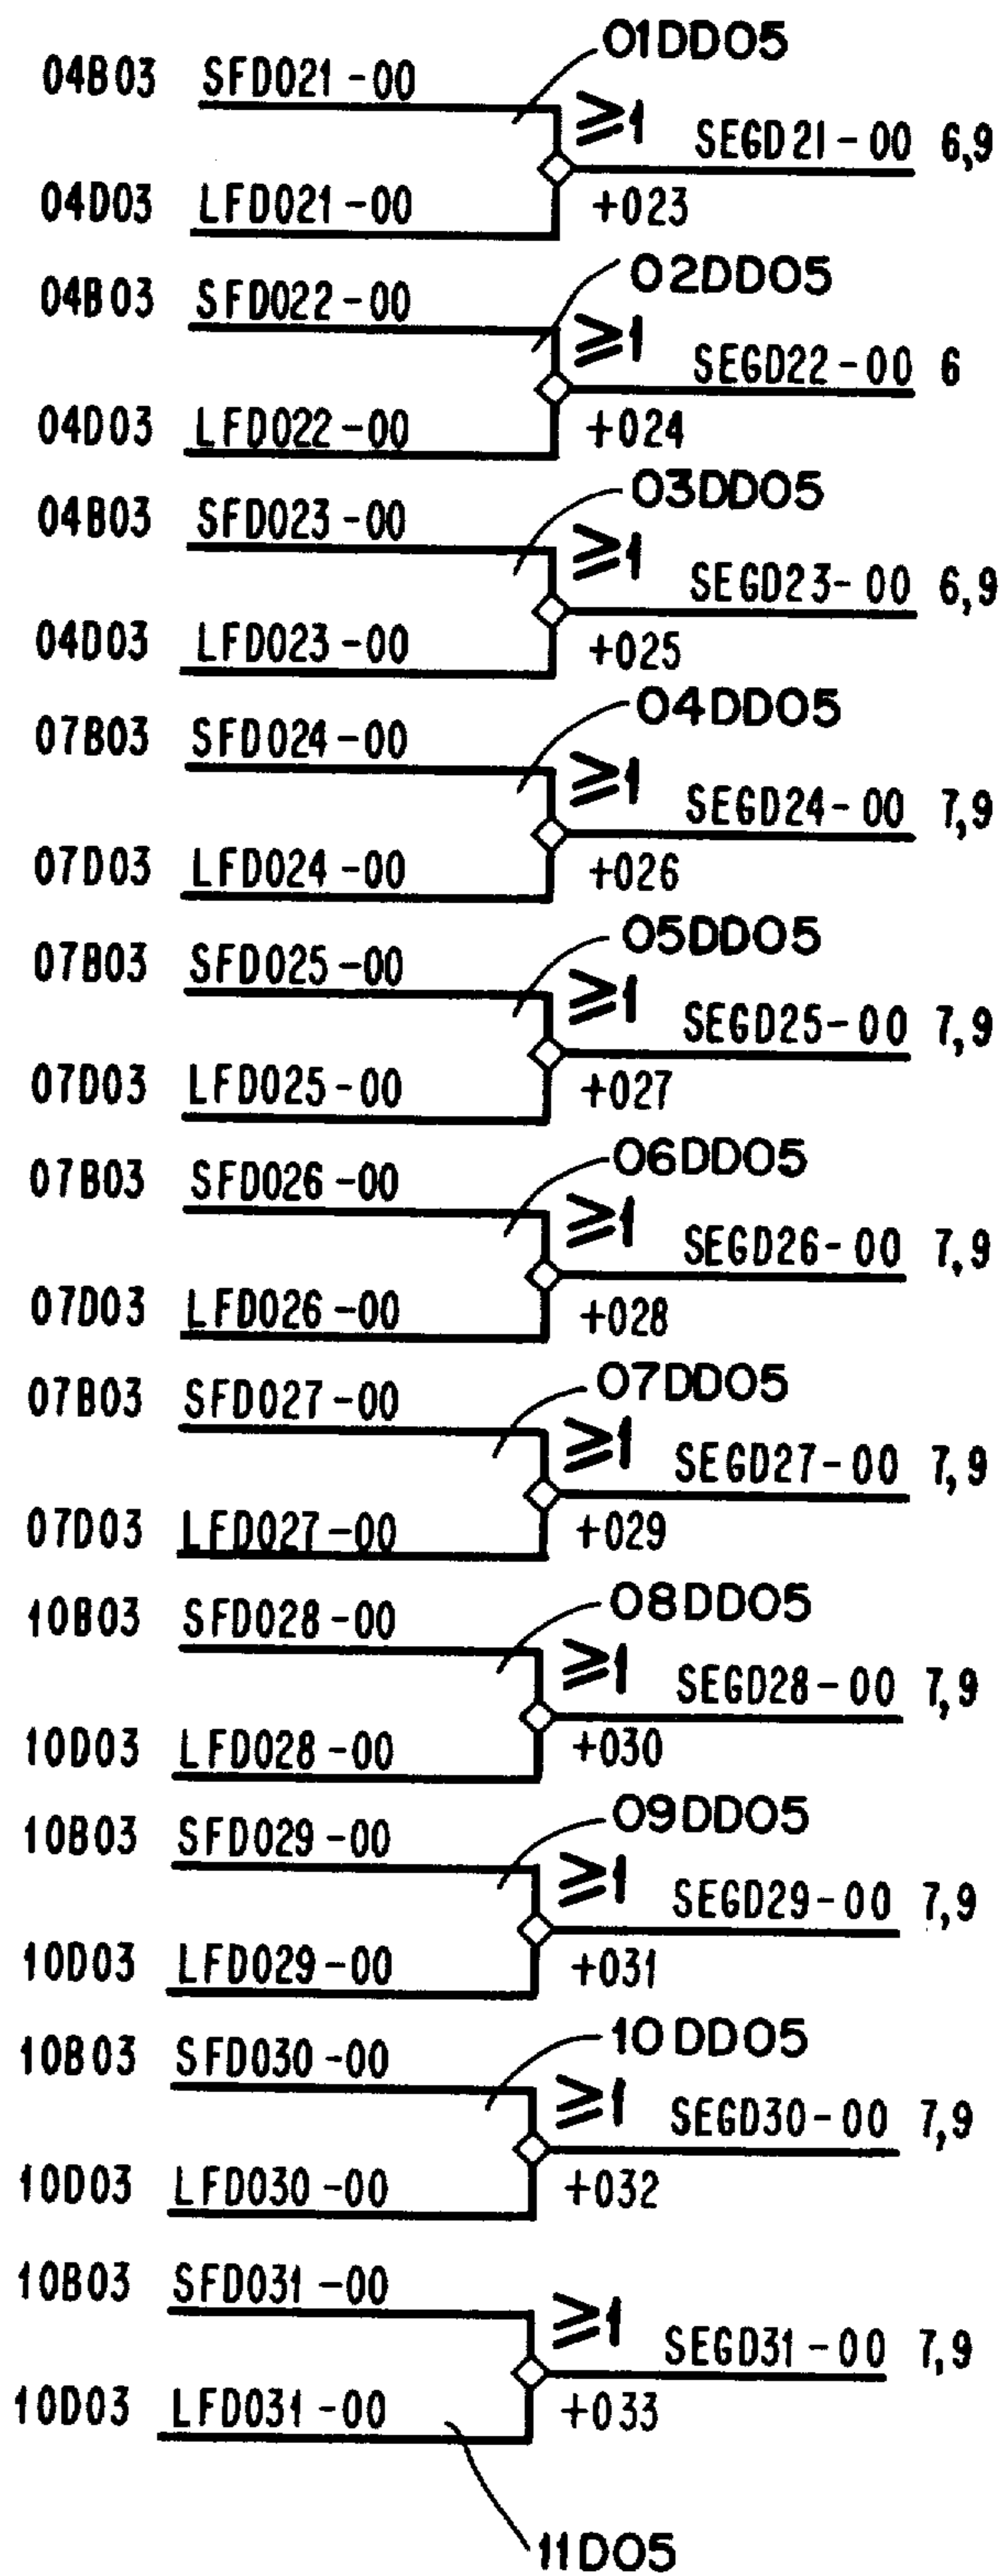 01DD05
04B03 SFD021-00
≥1
SEGD21-00 6,9
04D03 LFD021-00
+023
02DD05
04B03 SFD022-00
≥1
SEGD22-00 6
04D03 LFD022-00
+024
03DD05
04B03 SFD023-00
≥1
SEGD23-00 6,9
04D03 LFD023-00
+025
04DD05
07B03 SFD024-00
≥1
SEGD24-00 7,9
07D03 LFD024-00
+026
05DD05
07B03 SFD025-00
≥1
SEGD25-00 7,9
07D03 LFD025-00
+027
06DD05
07B03 SFD026-00
≥1
SEGD26-00 7,9
07D03 LFD026-00
+028
07DD05
07B03 SFD027-00
≥1
SEGD27-00 7,9
07D03 LFD027-00
+029
08DD05
10B03 SFD028-00
≥1
SEGD28-00 7,9
10D03 LFD028-00
+030
09DD05
10B03 SFD029-00
≥1
SEGD29-00 7,9
10D03 LFD029-00
+031
10DD05
10B03 SFD030-00
≥1
SEGD30-00 7,9
10D03 LFD030-00
+032
10B03 SFD031-00
≥1
SEGD31-00 7,9
10D03 LFD031-00
+033
11D05